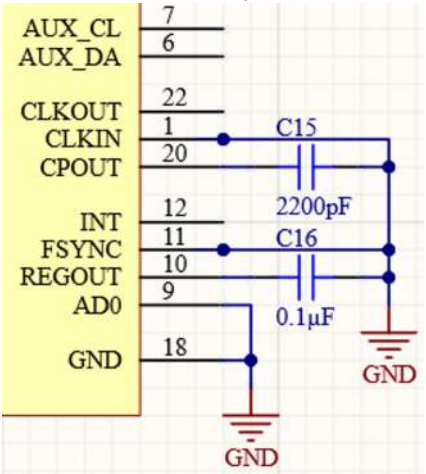 AUX_CL 7
AUX_DA 6
CLKOUT 22
CLKIN 1
C15
CPOUT 20
2200pF
INT 12
C16
FSYNC 11
REGOUT 10
AD0 9
0.1μF
GND 18
GND
GND